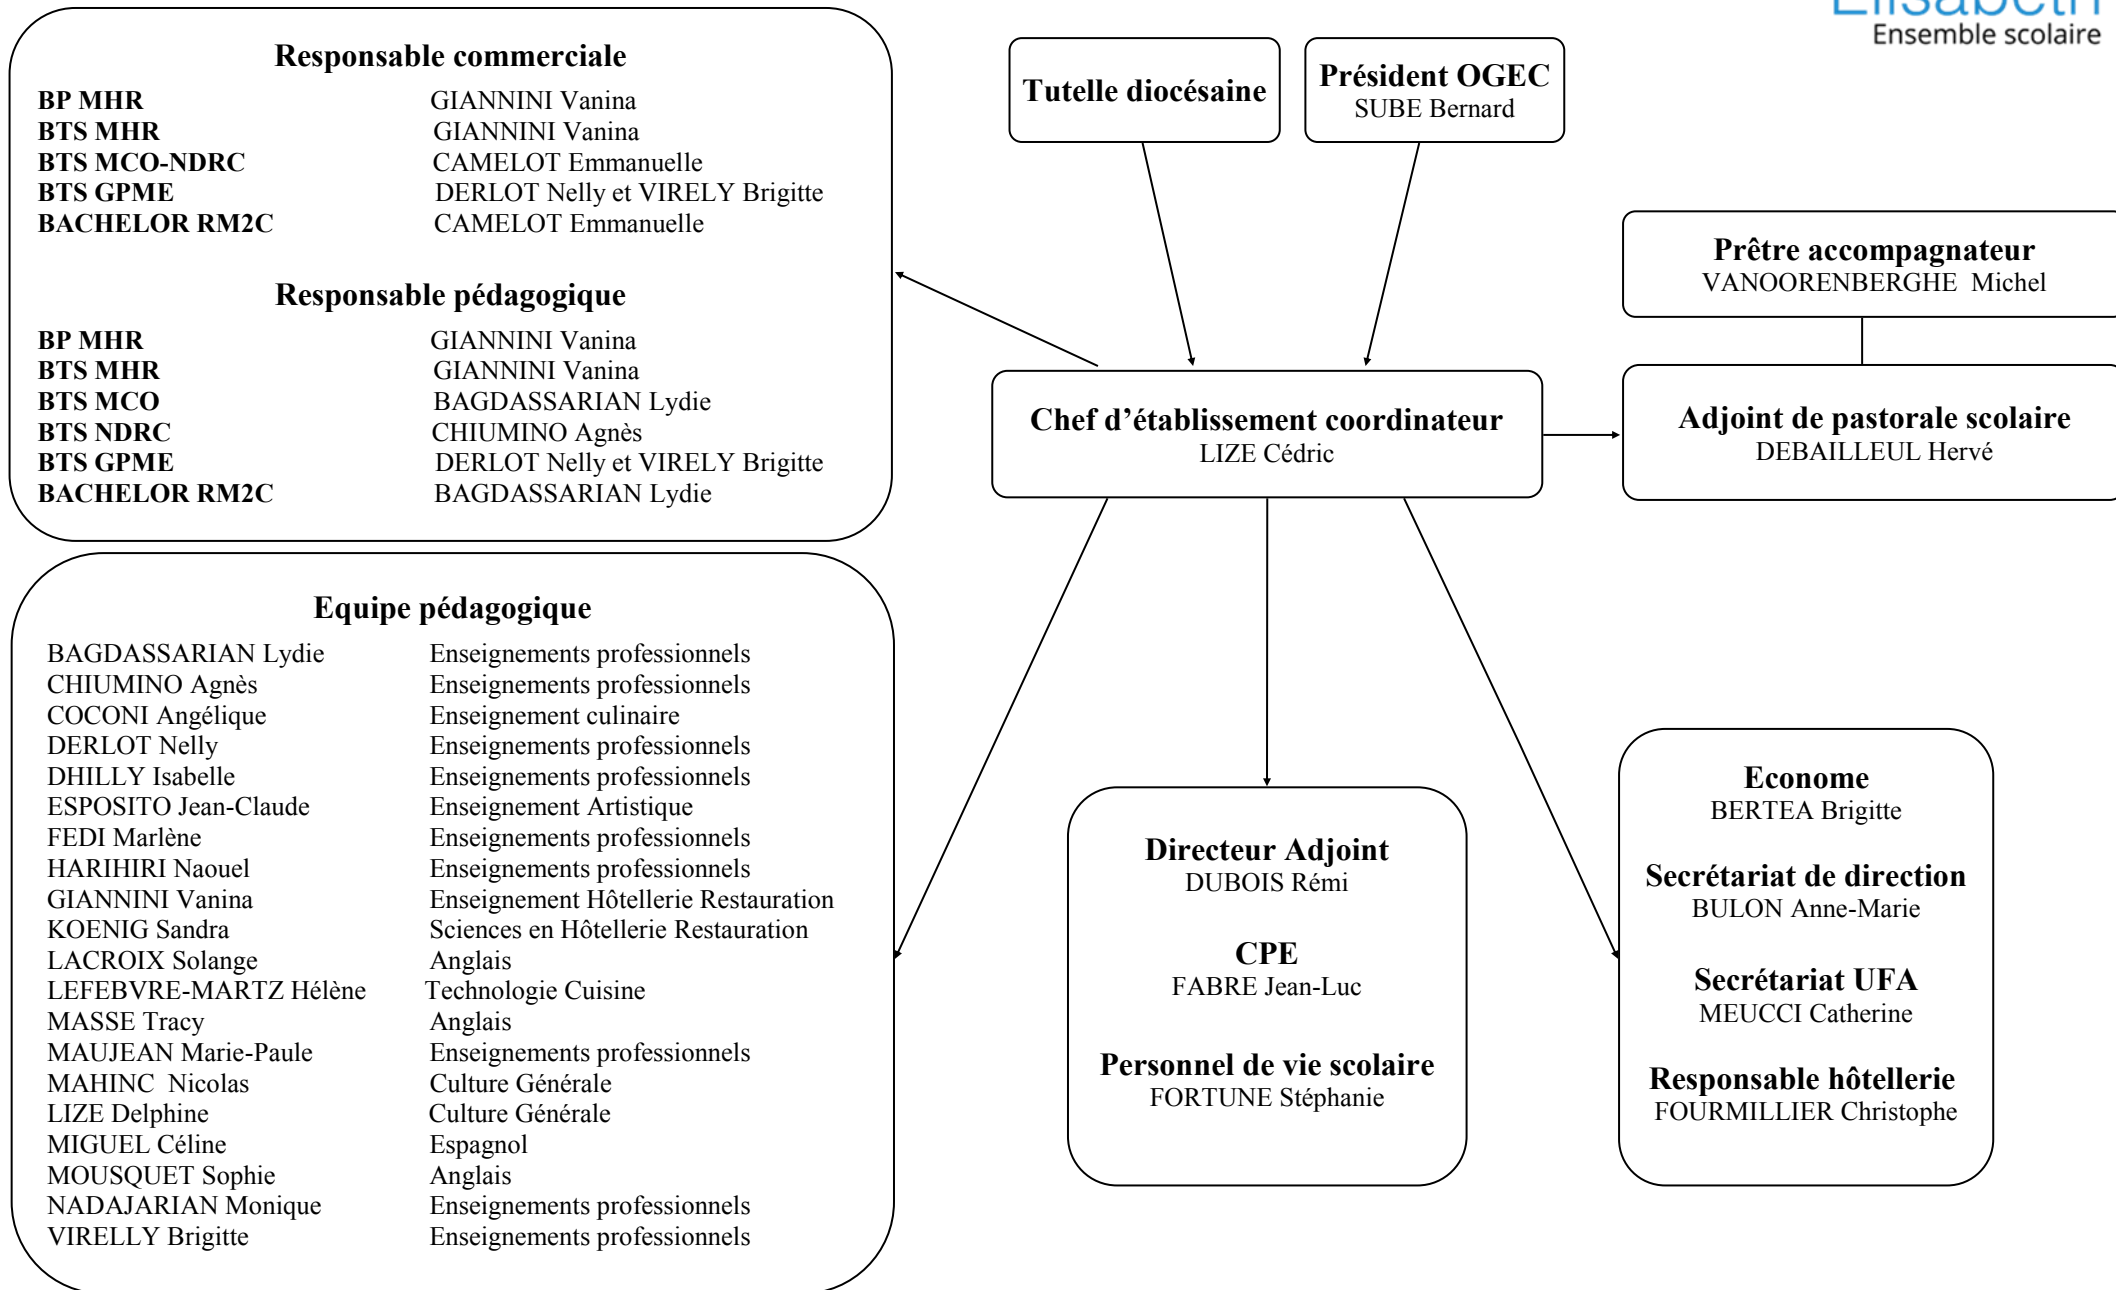 Elisabeth
Ensemble scolaire
Responsable commerciale
BP MHR GIANNINI Vanina
BTS MHR GIANNINI Vanina
BTS MCO-NDRC CAMELOT Emmanuelle
BTS GPME DERLOT Nelly et VIRELY Brigitte
BACHELOR RM2C CAMELOT Emmanuelle
Responsable pédagogique
BP MHR GIANNINI Vanina
BTS MHR GIANNINI Vanina
BTS MCO BAGDASSARIAN Lydie
BTS NDRC CHIUMINO Agnès
BTS GPME DERLOT Nelly et VIRELY Brigitte
BACHELOR RM2C BAGDASSARIAN Lydie
Tutelle diocésaine
Président OGEC
SUBE Bernard
Prêtre accompagnateur
VANOORENBERGHE Michel
Chef d’établissement coordinateur
LIZE Cédric
Adjoint de pastorale scolaire
DEBAILLEUL Hervé
Equipe pédagogique
BAGDASSARIAN Lydie Enseignements professionnels
CHIUMINO Agnès Enseignements professionnels
COCONI Angélique Enseignement culinaire
DERLOT Nelly Enseignements professionnels
DHILLY Isabelle Enseignements professionnels
ESPOSITO Jean-Claude Enseignement Artistique
FEDI Marlène Enseignements professionnels
HARIHIRI Naouel Enseignements professionnels
GIANNINI Vanina Enseignement Hôtellerie Restauration
KOENIG Sandra Sciences en Hôtellerie Restauration
LACROIX Solange Anglais
LEFEBVRE-MARTZ Hélène Technologie Cuisine
MASSE Tracy Anglais
MAUJEAN Marie-Paule Enseignements professionnels
MAHINC Nicolas Culture Générale
LIZE Delphine Culture Générale
MIGUEL Céline Espagnol
MOUSQUET Sophie Anglais
NADAJARIAN Monique Enseignements professionnels
VIRELLY Brigitte Enseignements professionnels
Directeur Adjoint
DUBOIS Rémi
CPE
FABRE Jean-Luc
Personnel de vie scolaire
FORTUNE Stéphanie
Econome
BERTEA Brigitte
Secrétariat de direction
BULON Anne-Marie
Secrétariat UFA
MEUCCI Catherine
Responsable hôtellerie
FOURMILLIER Christophe